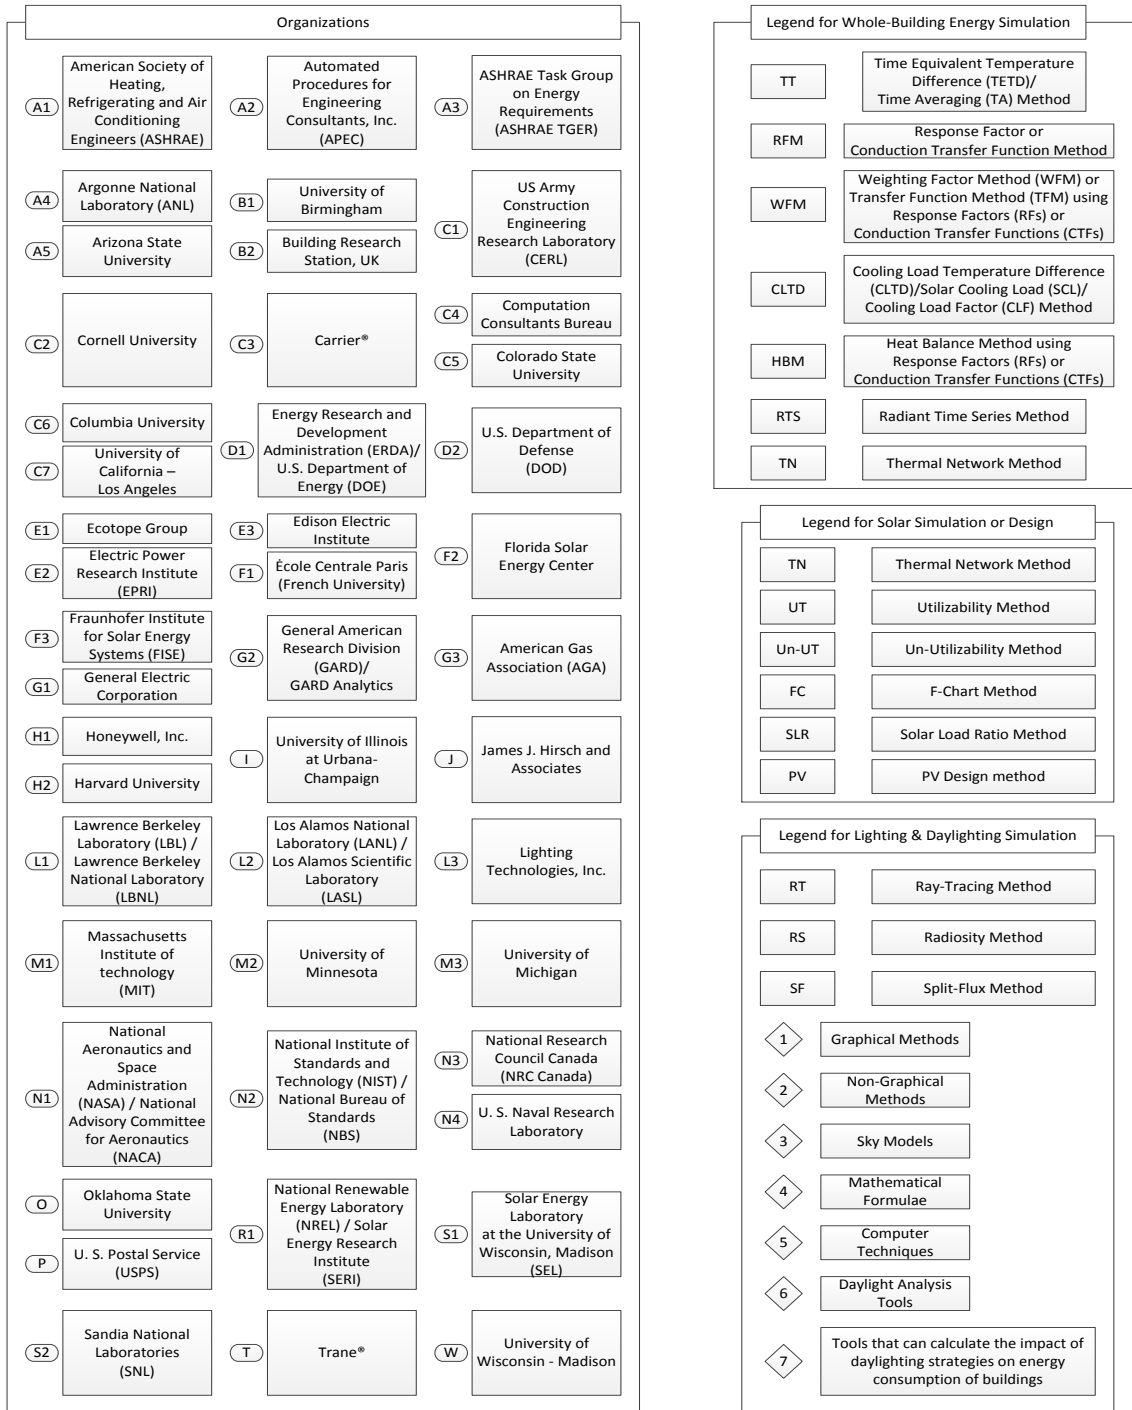 Organizations
A1
American Society of
Heating,
Refrigerating and Air
Conditioning
Engineers (ASHRAE)
A2
Automated
Procedures for
Engineering
Consultants, Inc.
(APEC)
A3
ASHRAE Task Group
on Energy
Requirements
(ASHRAE TGER)
A4
Argonne National
Laboratory (ANL)
A5
Arizona State
University
B1
University of
Birmingham
B2
Building Research
Station, UK
C1
US Army
Construction
Engineering
Research Laboratory
(CERL)
C2
Cornell University
C3
Carrier®
C4
Computation
Consultants Bureau
C5
Colorado State
University
C6
Columbia University
C7
University of
California –
Los Angeles
D1
Energy Research and
Development
Administration (ERDA)/
U.S. Department of
Energy (DOE)
D2
U.S. Department of
Defense
(DOD)
E1
Ecotope Group
E2
Electric Power
Research Institute
(EPRI)
E3
Edison Electric
Institute
F1
École Centrale Paris
(French University)
F2
Florida Solar
Energy Center
F3
Fraunhofer Institute
for Solar Energy
Systems (FISE)
G1
General Electric
Corporation
G2
General American
Research Division
(GARD)/
GARD Analytics
G3
American Gas
Association (AGA)
H1
Honeywell, Inc.
H2
Harvard University
I
University of Illinois
at Urbana-
Champaign
J
James J. Hirsch and
Associates
L1
Lawrence Berkeley
Laboratory (LBL) /
Lawrence Berkeley
National Laboratory
(LBNL)
L2
Los Alamos National
Laboratory (LANL) /
Los Alamos Scientific
Laboratory
(LASL)
L3
Lighting
Technologies, Inc.
M1
Massachusetts
Institute of
technology
(MIT)
M2
University of
Minnesota
M3
University of
Michigan
N1
National
Aeronautics and
Space
Administration
(NASA) / National
Advisory Committee
for Aeronautics
(NACA)
N2
National Institute of
Standards and
Technology (NIST) /
National Bureau of
Standards
(NBS)
N3
National Research
Council Canada
(NRC Canada)
N4
U. S. Naval Research
Laboratory
O
Oklahoma State
University
P
U. S. Postal Service
(USPS)
R1
National Renewable
Energy Laboratory
(NREL) / Solar
Energy Research
Institute
(SERI)
S1
Solar Energy
Laboratory
at the University of
Wisconsin, Madison
(SEL)
S2
Sandia National
Laboratories
(SNL)
T
Trane®
W
University of
Wisconsin - Madison
Legend for Whole-Building Energy Simulation
TT
Time Equivalent Temperature
Difference (TETD)/
Time Averaging (TA) Method
RFM
Response Factor or
Conduction Transfer Function Method
WFM
Weighting Factor Method (WFM) or
Transfer Function Method (TFM) using
Response Factors (RFs) or
Conduction Transfer Functions (CTFs)
CLTD
Cooling Load Temperature Difference
(CLTD)/Solar Cooling Load (SCL)/
Cooling Load Factor (CLF) Method
HBM
Heat Balance Method using
Response Factors (RFs) or
Conduction Transfer Functions (CTFs)
RTS
Radiant Time Series Method
TN
Thermal Network Method
Legend for Solar Simulation or Design
TN
Thermal Network Method
UT
Utilizability Method
Un-UT
Un-Utilizability Method
FC
F-Chart Method
SLR
Solar Load Ratio Method
PV
PV Design method
Legend for Lighting & Daylighting Simulation
RT
Ray-Tracing Method
RS
Radiosity Method
SF
Split-Flux Method
1
Graphical Methods
2
Non-Graphical
Methods
3
Sky Models
4
Mathematical
Formulae
5
Computer
Techniques
6
Daylight Analysis
Tools
7
Tools that can calculate the impact of
daylighting strategies on energy
consumption of buildings